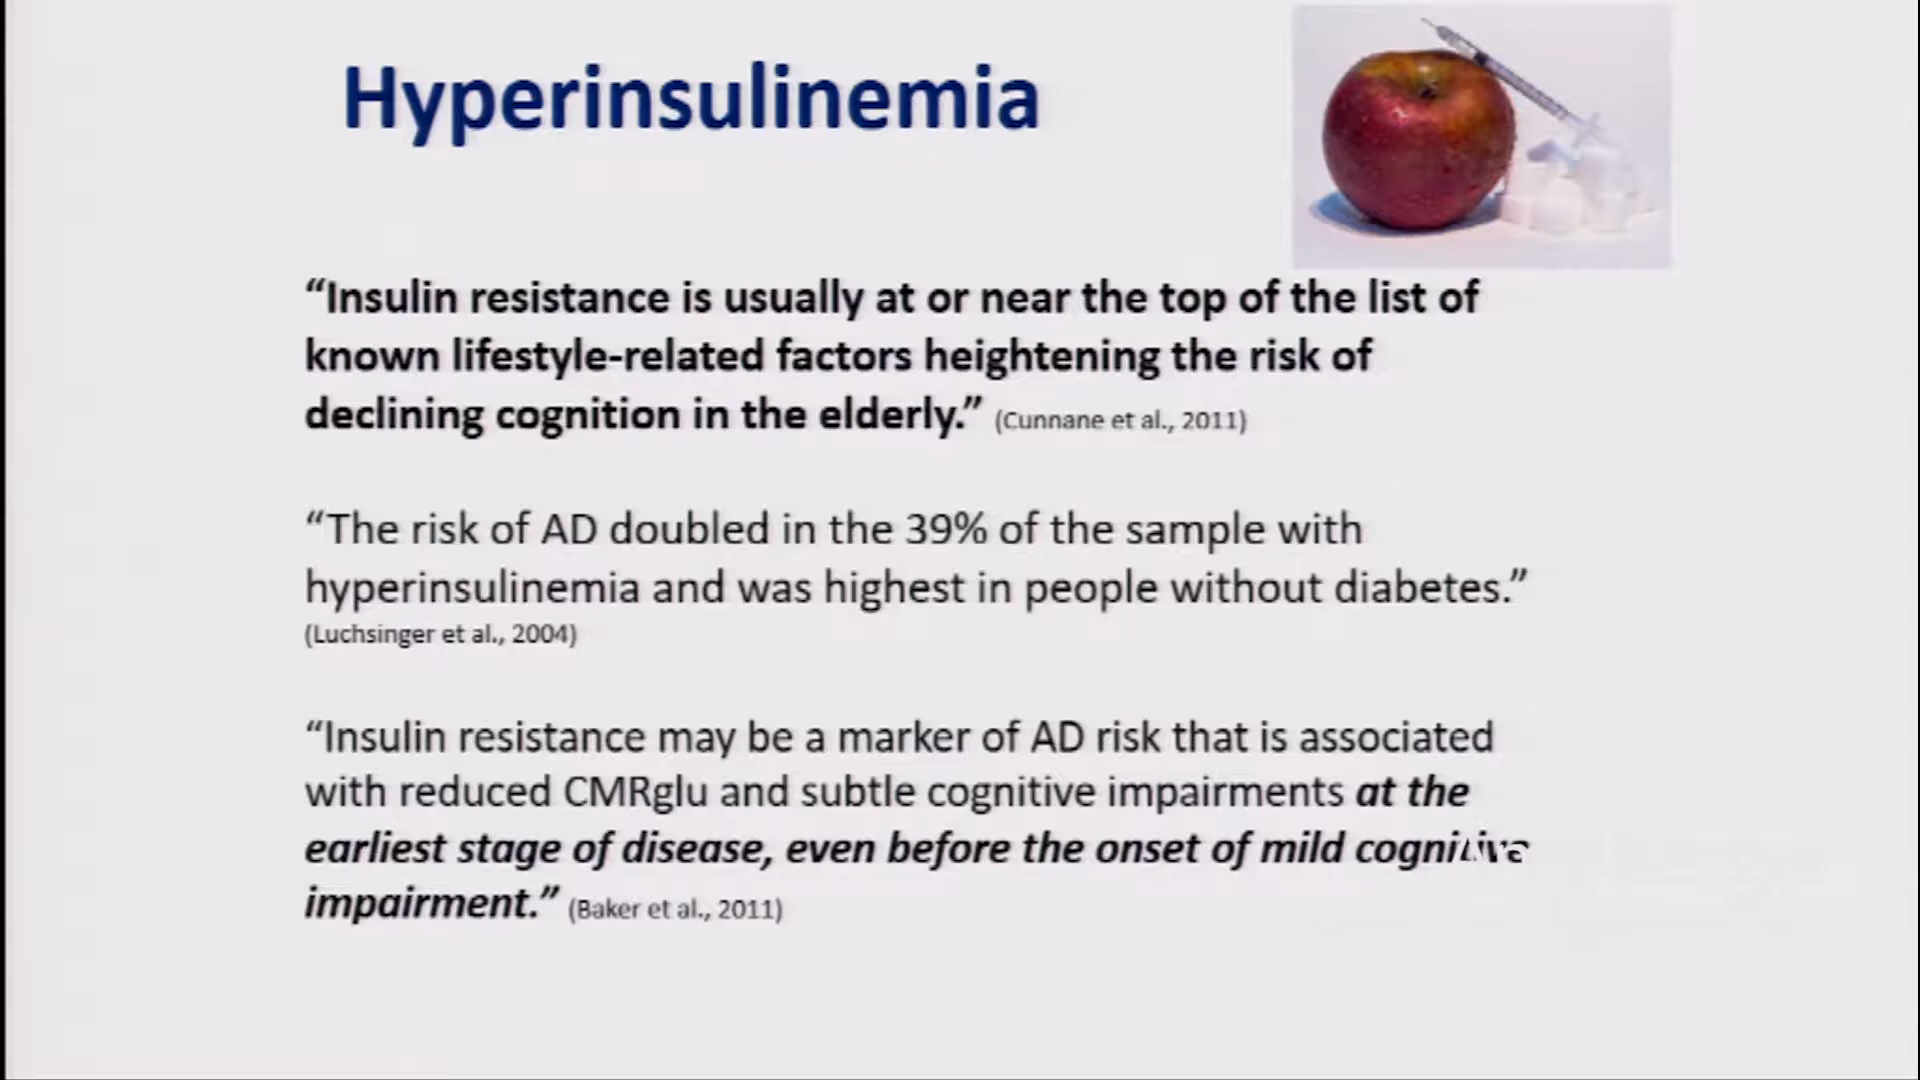 Hyperinsulinemia
“Insulin resistance is usually at or near the top of the list of
known lifestyle-related factors heightening the risk of
declining cognition in the elderly.” (Cunnane et al., 2011)
“The risk of AD doubled in the 39% of the sample with
hyperinsulinemia and was highest in people without diabetes.”
(Luchsinger et al., 2004)
“Insulin resistance may be a marker of AD risk that is associated
with reduced CMRglu and subtle cognitive impairments at the
earliest stage of disease, even before the onset of mild cognitive
impairment.” (Baker et al., 2011)